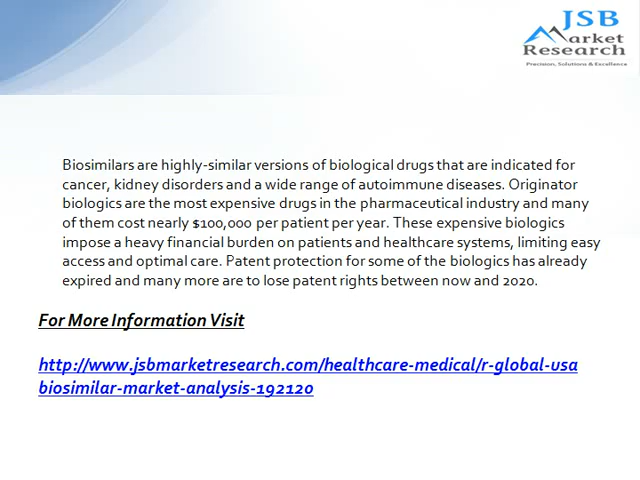 JSB
Market
Research
Precision, Solutions & Excellence
Biosimilars are highly-similar versions of biological drugs that are indicated for
cancer, kidney disorders and a wide range of autoimmune diseases. Originator
biologics are the most expensive drugs in the pharmaceutical industry and many
of them cost nearly $100,000 per patient per year. These expensive biologics
impose a heavy financial burden on patients and healthcare systems, limiting easy
access and optimal care. Patent protection for some of the biologics has already
expired and many more are to lose patent rights between now and 2020.
For More Information Visit
http://www.jsbmarketresearch.com/healthcare-medical/r-global-usa
biosimilar-market-analysis-192120